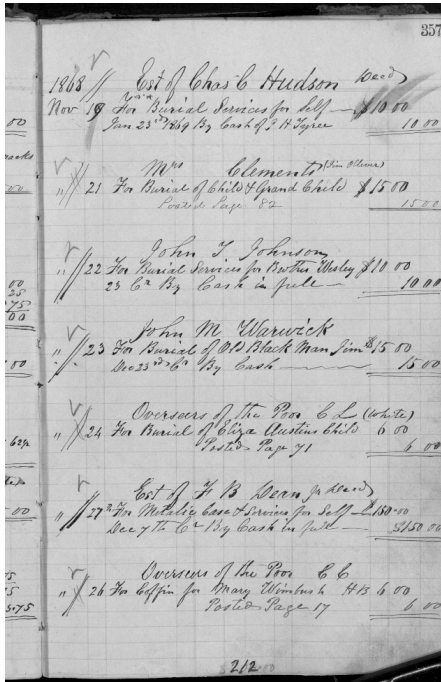 357
1868 Est of Chas C Hudson Decd
Nov 19 For Burial Services for Self — $10 00
Jan 23rd 1869 By Cash of J H Tyree 10 00
Mrs Clements (Jim Oliver)
" 21 For Burial of Child & Grand Child $15 00
Posted Page 82 15 00
John T Johnson
" 22 For Burial Services for Brother Wesley $10 00
23 Cr By Cash in full — 10 00
John M Warwick
" 23 For Burial of Old Black Man Jim $15 00
Dec 23rd Cr By Cash — 15 00
Overseers of the Poor C L (White)
" 24 For Burial of Eliza Austins Child 6 00
Posted Page 71 6 00
Est of F B Dean Jr Decd
" 27 For Metalic Case & Services for Self $150.00
Dec 7th Cr By Cash in full — $150 00
Overseers of the Poor C C
" 26 For Coffin for Mary Wimbush H B 6 00
Posted Page 17 6 00
212